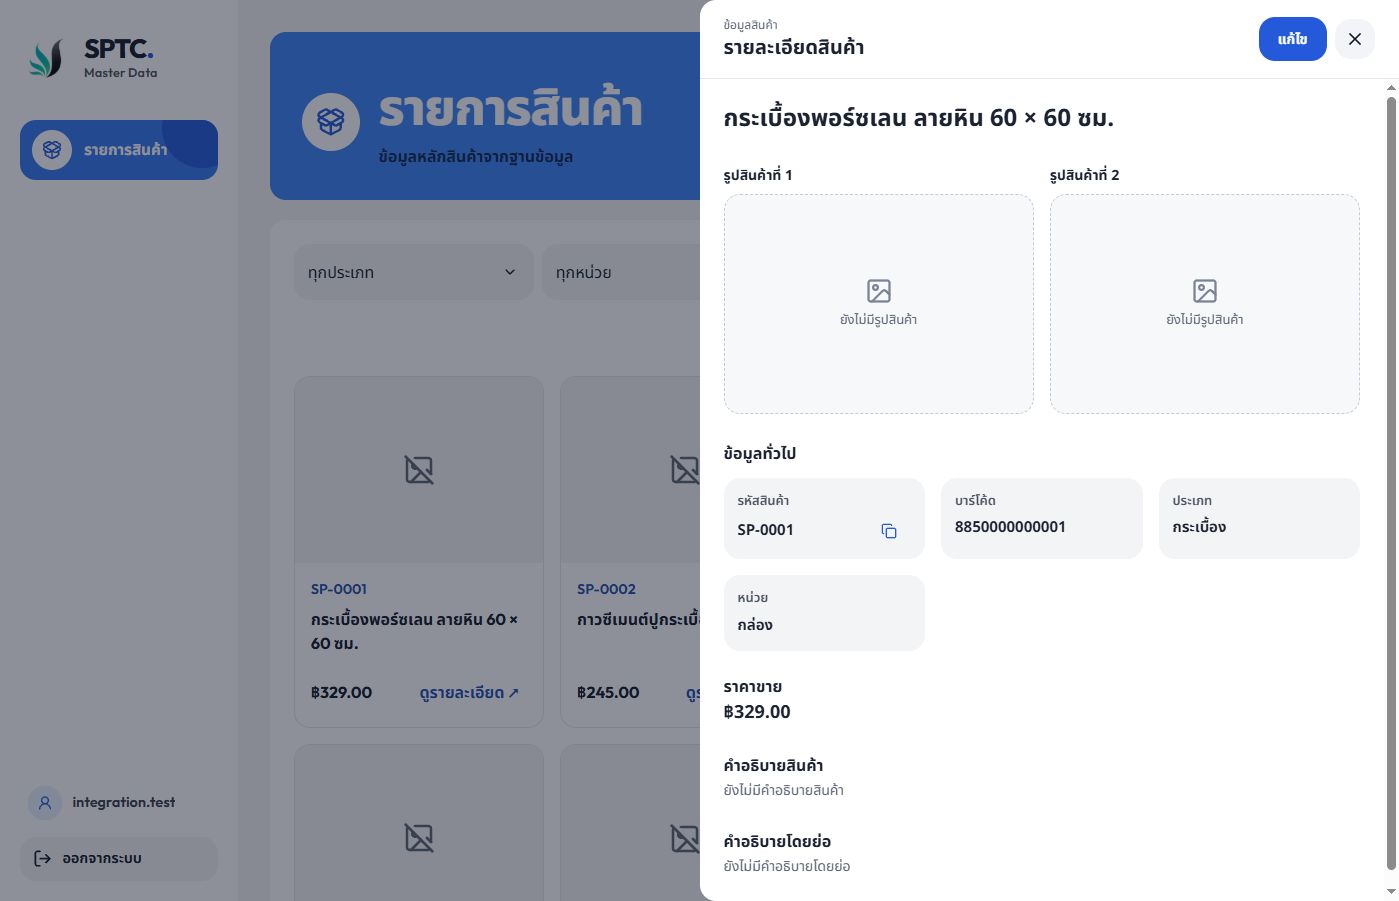 SPTC.
Master Data
รายการสินค้า
integration.test
ออกจากระบบ
รายการสินค้า
ข้อมูลหลักสินค้าจากฐานข้อมูล
ทุกประเภท
ทุกหน่วย
SP-0001
กระเบื้องพอร์ซเลน ลายหิน 60 ×
60 ซม.
฿329.00
ดูรายละเอียด ↗
SP-0002
กาวซีเมนต์ปูกระเบื้
฿245.00
ดูร
ข้อมูลสินค้า
รายละเอียดสินค้า
แก้ไข
กระเบื้องพอร์ซเลน ลายหิน 60 × 60 ซม.
รูปสินค้าที่ 1
รูปสินค้าที่ 2
ยังไม่มีรูปสินค้า
ยังไม่มีรูปสินค้า
ข้อมูลทั่วไป
รหัสสินค้า
SP-0001
บาร์โค้ด
8850000000001
ประเภท
กระเบื้อง
หน่วย
กล่อง
ราคาขาย
฿329.00
คำอธิบายสินค้า
ยังไม่มีคำอธิบายสินค้า
คำอธิบายโดยย่อ
ยังไม่มีคำอธิบายโดยย่อ